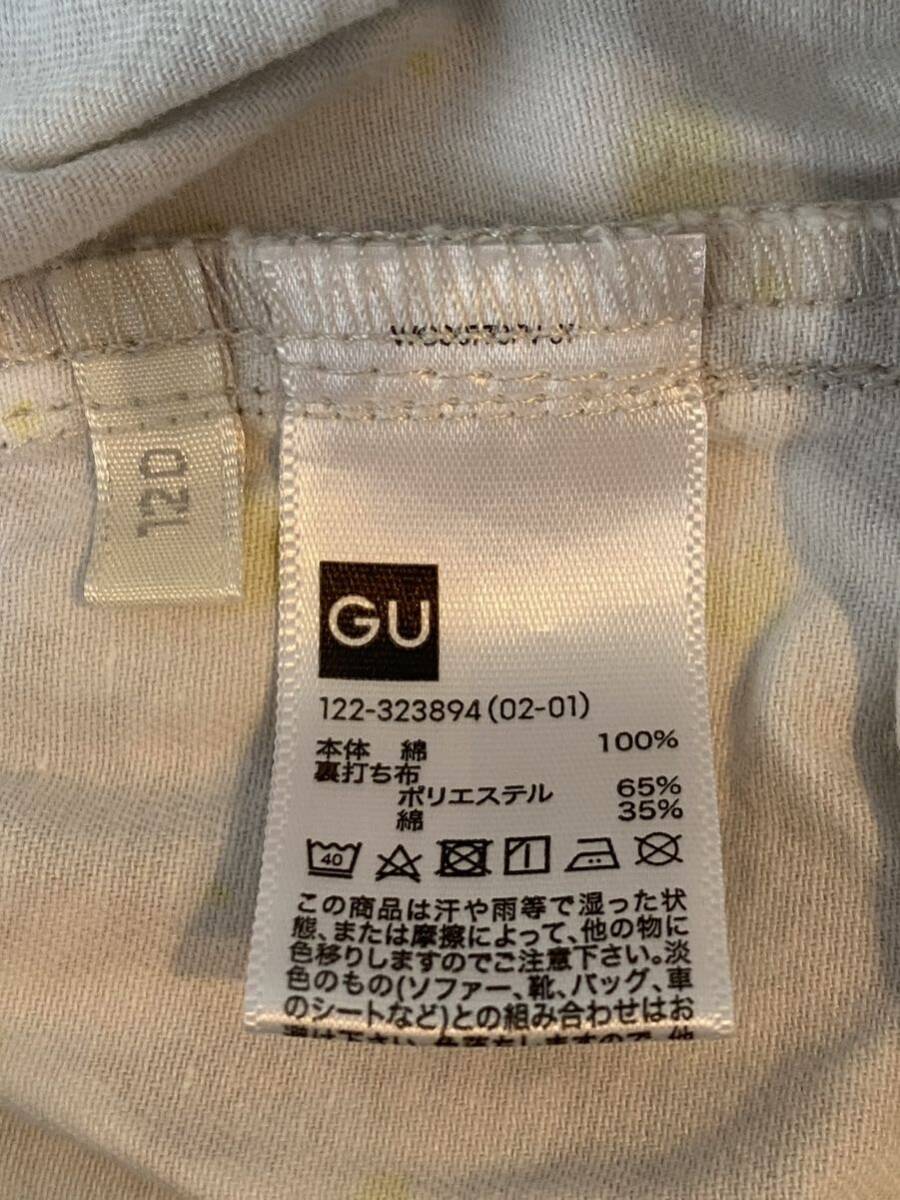 120
GU
122-323894(02-01)
本体 綿 100%
裏打ち布
ポリエステル 65%
綿 35%
40
この商品は汗や雨等で湿った状
態、または摩擦によって、他の物に
色移りしますのでご注意下さい。淡
色のもの(ソファー、靴、バッグ、車
のシートなど)との組み合わせはお